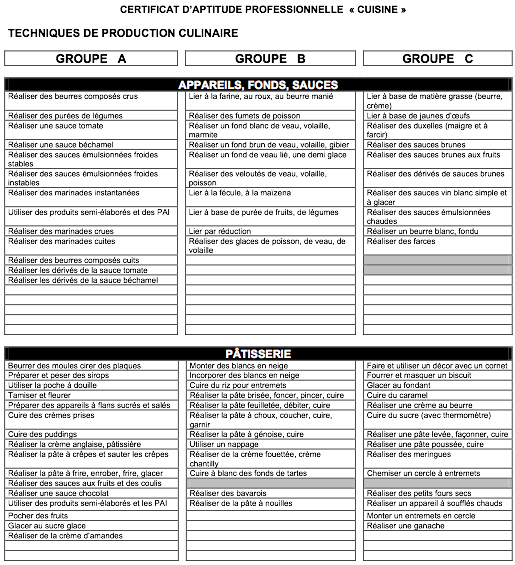 CERTIFICAT D'APTITUDE PROFESSIONNELLE « CUISINE »
TECHNIQUES DE PRODUCTION CULINAIRE
GROUPE A
GROUPE B
GROUPE C
APPAREILS, FONDS, SAUCES
Réaliser des beurres composés crus
Lier à la farine, au roux, au beurre manié
Lier à base de matière grasse (beurre,
crème)
Réaliser des purées de légumes
Réaliser des fumets de poisson
Lier à base de jaunes d'œufs
Réaliser une sauce tomate
Réaliser un fond blanc de veau, volaille,
marmite
Réaliser des duxelles (maigre et à
farcir)
Réaliser une sauce béchamel
Réaliser un fond brun de veau, volaille, gibier
Réaliser des sauces brunes
Réaliser des sauces émulsionnées froides
stables
Réaliser un fond de veau lié, une demi glace
Réaliser des sauces brunes aux fruits
Réaliser des sauces émulsionnées froides
instables
Réaliser des veloutés de veau, volaille,
poisson
Réaliser des dérivés de sauces brunes
Réaliser des marinades instantanées
Lier à la fécule, à la maïzena
Réaliser des sauces vin blanc simple et
à glacer
Utiliser des produits semi-élaborés et des PAI
Lier à base de purée de fruits, de légumes
Réaliser des sauces émulsionnées
chaudes
Réaliser des marinades crues
Lier par réduction
Réaliser un beurre blanc, fondu
Réaliser des marinades cuites
Réaliser des glaces de poisson, de veau, de
volaille
Réaliser des farces
Réaliser des beurres composés cuits
Réaliser les dérivés de la sauce tomate
Réaliser les dérivés de la sauce béchamel
PÂTISSERIE
Beurrer des moules cirer des plaques
Monter des blancs en neige
Faire et utiliser un décor avec un cornet
Préparer et peser des sirops
Incorporer des blancs en neige
Fourrer et masquer un biscuit
Utiliser la poche à douille
Cuire du riz pour entremets
Glacer au fondant
Tamiser et fleurer
Réaliser la pâte brisée, foncer, pincer, cuire
Cuire du caramel
Préparer des appareils à flans sucrés et salés
Réaliser la pâte feuilletée, débiter, cuire
Réaliser une crème au beurre
Cuire des crèmes prises
Réaliser la pâte à choux, coucher, cuire,
garnir
Cuire du sucre (avec thermomètre)
Cuire des puddings
Réaliser la pâte à génoise, cuire
Réaliser une pâte levée, façonner, cuire
Réaliser la crème anglaise, pâtissière
Utiliser un nappage
Réaliser une pâte poussée, cuire
Réaliser la pâte à crêpes et sauter les crêpes
Réaliser de la crème fouettée, crème
chantilly
Réaliser des meringues
Réaliser la pâte à frire, enrober, frire, glacer
Cuire à blanc des fonds de tartes
Chemiser un cercle à entremets
Réaliser des sauces aux fruits et des coulis
Réaliser une sauce chocolat
Réaliser des bavarois
Réaliser des petits fours secs
Utiliser des produits semi-élaborés et les PAI
Réaliser de la pâte à nouilles
Réaliser un appareil à soufflés chauds
Pocher des fruits
Monter un entremets en cercle
Glacer au sucre glace
Réaliser une ganache
Réaliser de la crème d'amandes